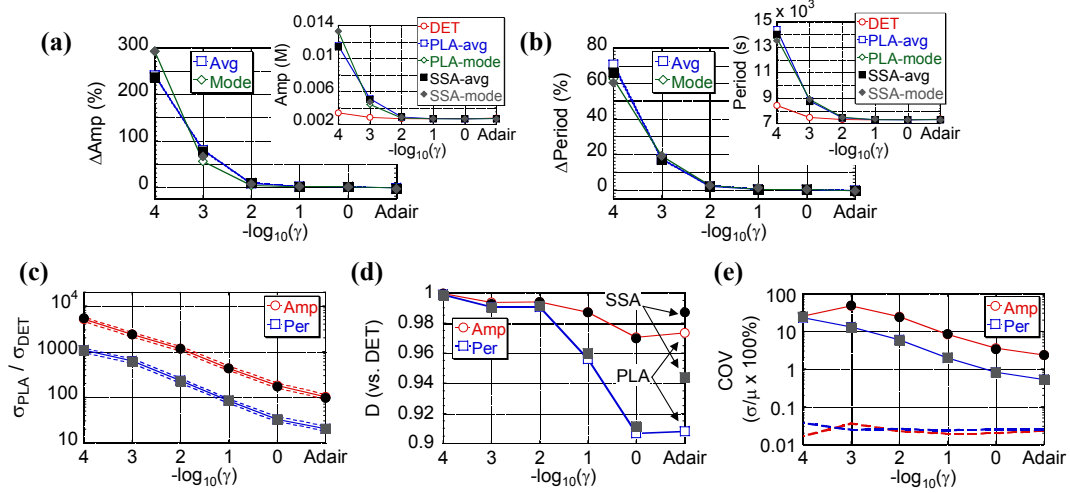 (a)
300
200
100
0
ΔAmp (%)
4 3 2 1 0 Adair
-log10(γ)
Avg
Mode
0.014
0.01
0.006
0.002
Amp (M)
4 3 2 1 0 Adair
-log10(γ)
DET
PLA-avg
PLA-mode
SSA-avg
SSA-mode
(b)
80
60
40
20
0
ΔPeriod (%)
4 3 2 1 0 Adair
-log10(γ)
Avg
Mode
15 × 10³
13
11
9
7
Period (s)
4 3 2 1 0 Adair
-log10(γ)
DET
PLA-avg
PLA-mode
SSA-avg
SSA-mode
(c)
10⁴
1000
100
10
σPLA / σDET
4 3 2 1 0 Adair
-log10(γ)
Amp
Per
(d)
1
0.98
0.96
0.94
0.92
0.9
D (vs. DET)
4 3 2 1 0 Adair
-log10(γ)
Amp
Per
SSA
PLA
(e)
100
10
1
0.1
0.01
COV
(σ/μ x 100%)
4 3 2 1 0 Adair
-log10(γ)
Amp
Per